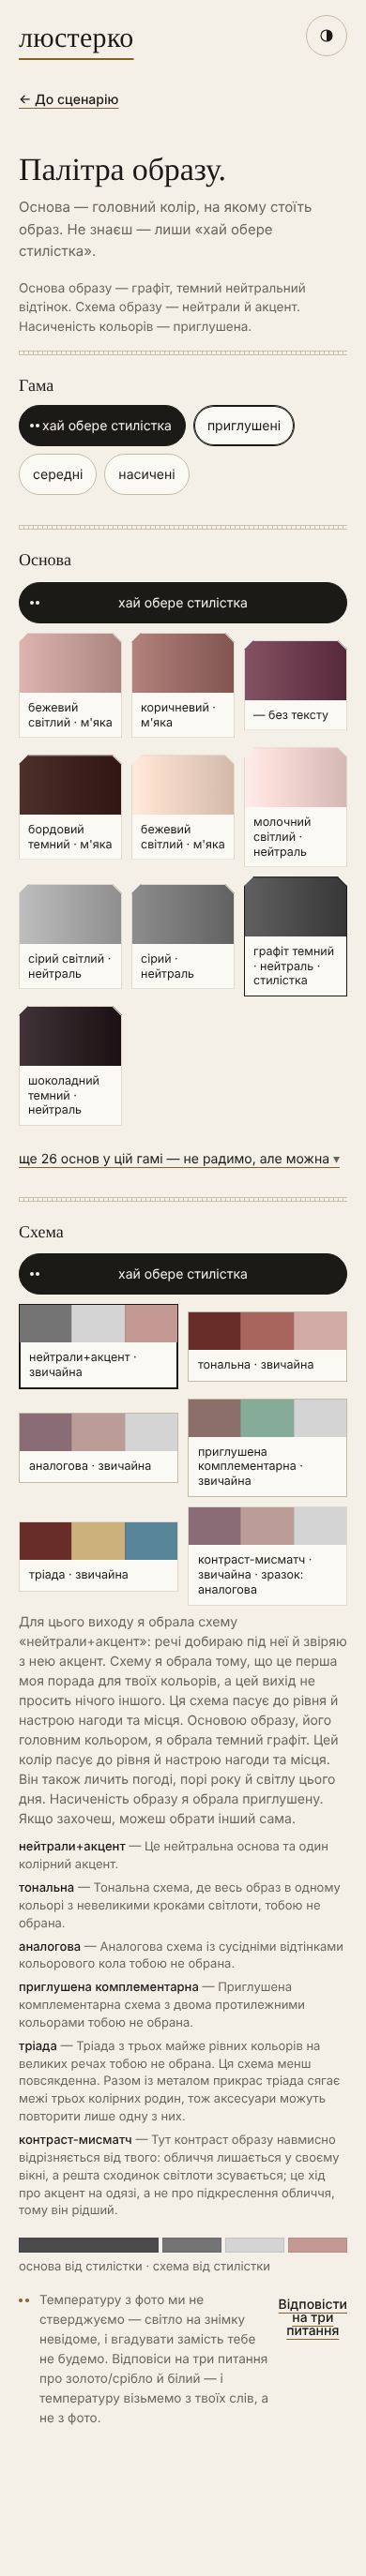 люстерко
← До сценарію
Палітра образу.
Основа — головний колір, на якому стоїть
образ. Не знаєш — лиши «хай обере
стилістка».
Основа образу — графіт, темний нейтральний
відтінок. Схема образу — нейтрали й акцент.
Насиченість кольорів — приглушена.
Гама
хай обере стилістка
приглушені
середні
насичені
Основа
хай обере стилістка
бежевий
світлий · м'яка
коричневий ·
м'яка
— без тексту
бордовий
темний · м'яка
бежевий
світлий · м'яка
молочний
світлий ·
нейтраль
сірий світлий ·
нейтраль
сірий ·
нейтраль
графіт темний
· нейтраль ·
стилістка
шоколадний
темний ·
нейтраль
ще 26 основ у цій гамі — не радимо, але можна ▾
Схема
хай обере стилістка
нейтрали+акцент ·
звичайна
тональна · звичайна
аналогова · звичайна
приглушена
комплементарна ·
звичайна
тріада · звичайна
контраст-мисматч ·
звичайна · зразок:
аналогова
Для цього виходу я обрала схему
«нейтрали+акцент»: речі добираю під неї й звіряю
з нею акцент. Схему я обрала тому, що це перша
моя порада для твоїх кольорів, а цей вихід не
просить нічого іншого. Ця схема пасує до рівня й
настрою нагоди та місця. Основою образу, його
головним кольором, я обрала темний графіт. Цей
колір пасує до рівня й настрою нагоди та місця.
Він також личить погоді, порі року й світлу цього
дня. Насиченість образу я обрала приглушену.
Якщо захочеш, можеш обрати інший сама.
нейтрали+акцент — Це нейтральна основа та один
колірний акцент.
тональна — Тональна схема, де весь образ в одному
кольорі з невеликими кроками світлоти, тобою не
обрана.
аналогова — Аналогова схема із сусідніми відтінками
кольорового кола тобою не обрана.
приглушена комплементарна — Приглушена
комплементарна схема з двома протилежними
кольорами тобою не обрана.
тріада — Тріада з трьох майже рівних кольорів на
великих речах тобою не обрана. Ця схема менш
повсякденна. Разом із металом прикрас тріада сягає
межі трьох колірних родин, тож аксесуари можуть
повторити лише одну з них.
контраст-мисматч — Тут контраст образу навмисно
відрізняється від твого: обличчя лишається у своєму
вікні, а решта сходинок світлоти зсувається; це хід
про акцент на одязі, а не про підкреслення обличчя,
тому він рідший.
основа від стилістки · схема від стилістки
Температуру з фото ми не
стверджуємо — світло на знімку
невідоме, і вгадувати замість тебе
не будемо. Відповіси на три питання
про золото/срібло й білий — і
температуру візьмемо з твоїх слів, а
не з фото.
Відповісти
на три
питання